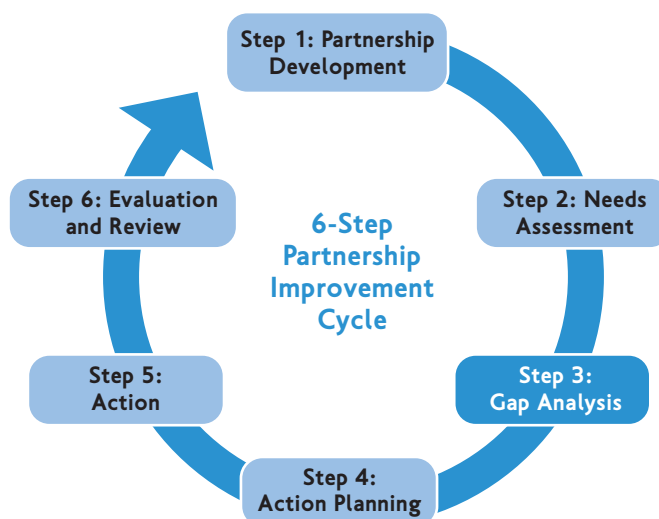 Step 1: Partnership
Development
Step 2: Needs
Assessment
Step 3:
Gap Analysis
Step 4:
Action Planning
Step 5:
Action
Step 6: Evaluation
and Review
6-Step
Partnership
Improvement
Cycle